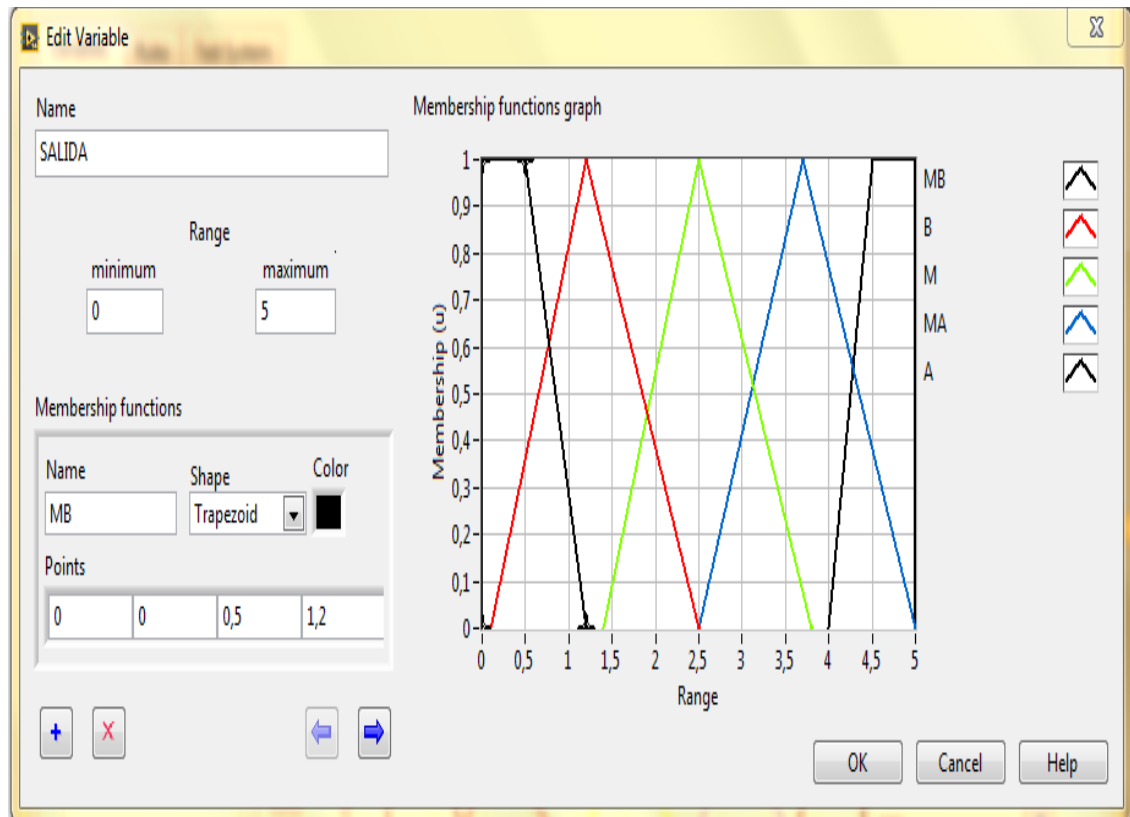 Edit Variable
Name
SALIDA
Range
minimum
maximum
0
5
Membership functions
Name
Shape
Color
MB
Trapezoid
Points
0
0
0,5
1,2
Membership functions graph
1
0,9
0,8
0,7
0,6
0,5
0,4
0,3
0,2
0,1
0
Membership (u)
0 0,5 1 1,5 2 2,5 3 3,5 4 4,5 5
Range
MB
B
M
MA
A
OK
Cancel
Help